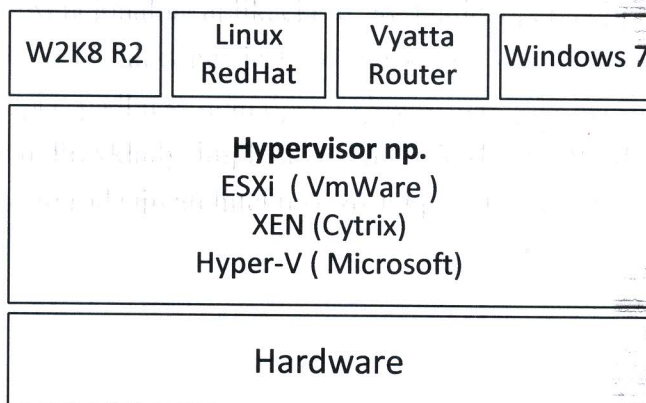 W2K8 R2
Linux
RedHat
Vyatta
Router
Windows 7
Hypervisor np.
ESXi ( VmWare )
XEN (Cytrix)
Hyper-V ( Microsoft)
Hardware